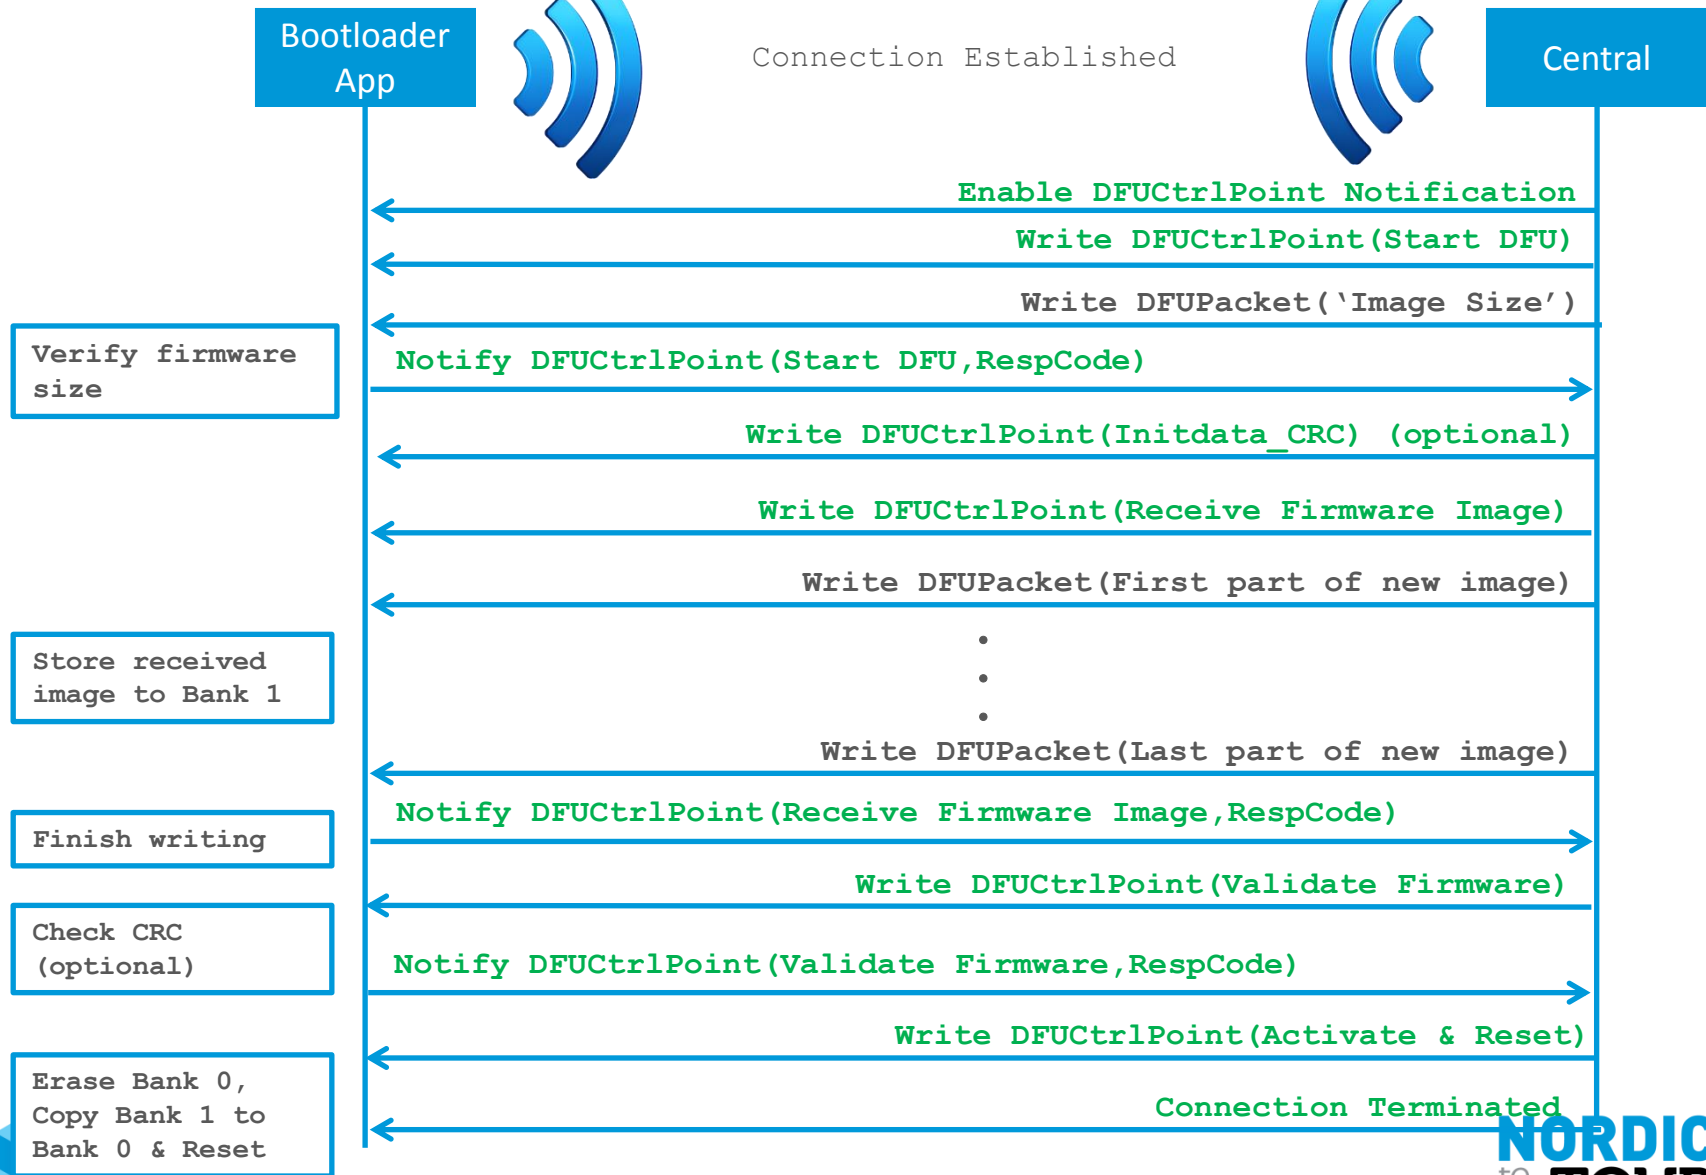 Bootloader
App
Connection Established
Central
Enable DFUCtrlPoint Notification
Write DFUCtrlPoint(Start DFU)
Write DFUPacket(‘Image Size’)
Verify firmware
size
Notify DFUCtrlPoint(Start DFU,RespCode)
Write DFUCtrlPoint(Initdata_CRC) (optional)
Write DFUCtrlPoint(Receive Firmware Image)
Write DFUPacket(First part of new image)
.
.
.
Store received
image to Bank 1
Write DFUPacket(Last part of new image)
Notify DFUCtrlPoint(Receive Firmware Image,RespCode)
Finish writing
Write DFUCtrlPoint(Validate Firmware)
Check CRC
(optional)
Notify DFUCtrlPoint(Validate Firmware,RespCode)
Write DFUCtrlPoint(Activate & Reset)
Erase Bank 0,
Copy Bank 1 to
Bank 0 & Reset
Connection Terminated
NORDIC